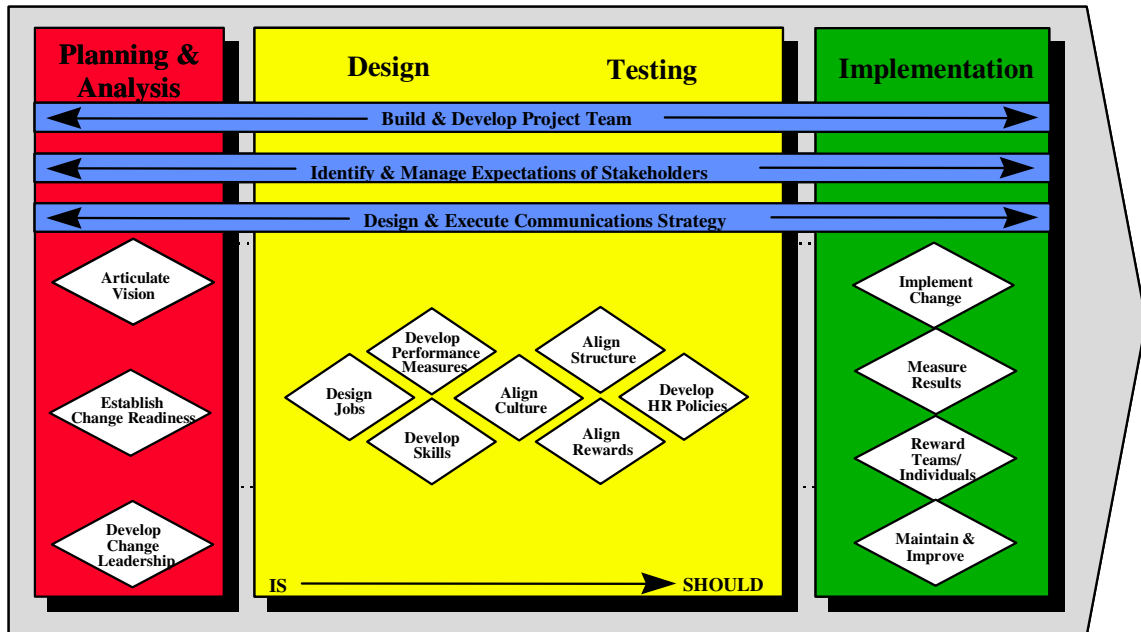 Planning &
Analysis
Design
Testing
Implementation
Build & Develop Project Team
Identify & Manage Expectations of Stakeholders
Design & Execute Communications Strategy
Articulate
Vision
Establish
Change Readiness
Develop
Change
Leadership
Develop
Performance
Measures
Design
Jobs
Develop
Skills
Align
Culture
Align
Structure
Align
Rewards
Develop
HR Policies
IS
SHOULD
Implement
Change
Measure
Results
Reward
Teams/
Individuals
Maintain &
Improve